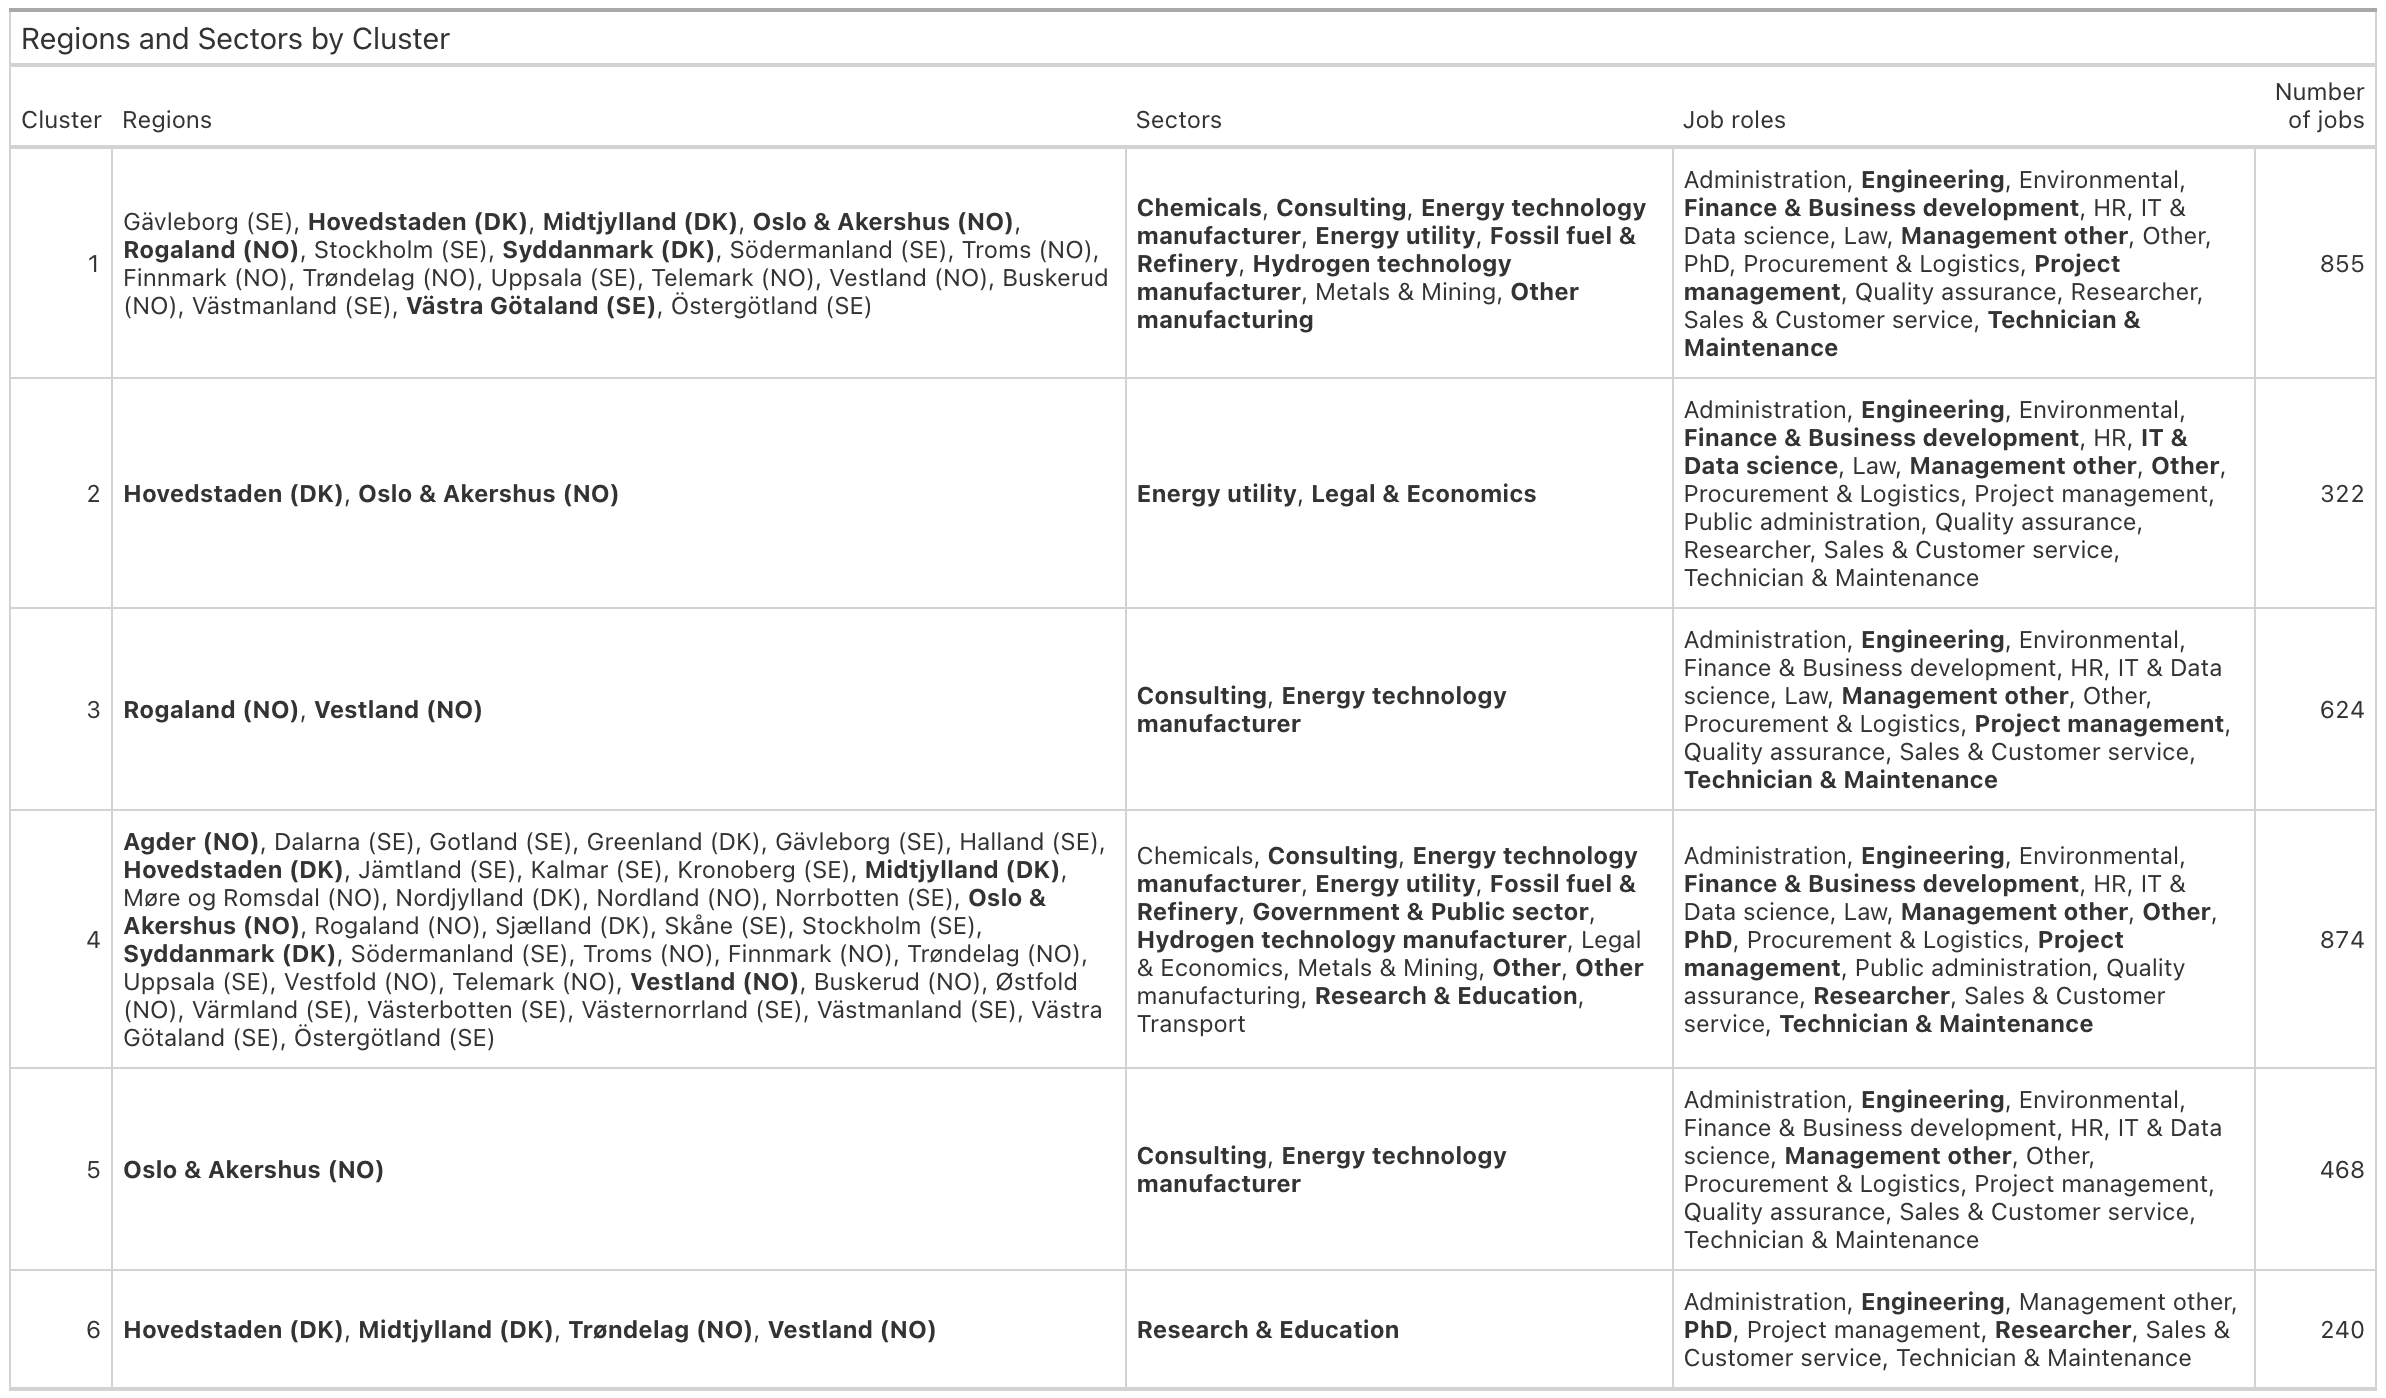 Regions and Sectors by Cluster
Cluster Regions Sectors Job roles Number of jobs
1
Gävleborg (SE), Hovedstaden (DK), Midtjylland (DK), Oslo & Akershus (NO),
Rogaland (NO), Stockholm (SE), Syddanmark (DK), Södermanland (SE), Troms (NO),
Finnmark (NO), Trøndelag (NO), Uppsala (SE), Telemark (NO), Vestland (NO), Buskerud
(NO), Västmanland (SE), Västra Götaland (SE), Östergötland (SE)
Chemicals, Consulting, Energy technology
manufacturer, Energy utility, Fossil fuel &
Refinery, Hydrogen technology
manufacturer, Metals & Mining, Other
manufacturing
Administration, Engineering, Environmental,
Finance & Business development, HR, IT &
Data science, Law, Management other, Other,
PhD, Procurement & Logistics, Project
management, Quality assurance, Researcher,
Sales & Customer service, Technician &
Maintenance
855
2
Hovedstaden (DK), Oslo & Akershus (NO)
Energy utility, Legal & Economics
Administration, Engineering, Environmental,
Finance & Business development, HR, IT &
Data science, Law, Management other, Other,
Procurement & Logistics, Project management,
Public administration, Quality assurance,
Researcher, Sales & Customer service,
Technician & Maintenance
322
3
Rogaland (NO), Vestland (NO)
Consulting, Energy technology
manufacturer
Administration, Engineering, Environmental,
Finance & Business development, HR, IT & Data
science, Law, Management other, Other,
Procurement & Logistics, Project management,
Quality assurance, Sales & Customer service,
Technician & Maintenance
624
4
Agder (NO), Dalarna (SE), Gotland (SE), Greenland (DK), Gävleborg (SE), Halland (SE),
Hovedstaden (DK), Jämtland (SE), Kalmar (SE), Kronoberg (SE), Midtjylland (DK),
Møre og Romsdal (NO), Nordjylland (DK), Nordland (NO), Norrbotten (SE), Oslo &
Akershus (NO), Rogaland (NO), Sjælland (DK), Skåne (SE), Stockholm (SE),
Syddanmark (DK), Södermanland (SE), Troms (NO), Finnmark (NO), Trøndelag (NO),
Uppsala (SE), Vestfold (NO), Telemark (NO), Vestland (NO), Buskerud (NO), Østfold
(NO), Värmland (SE), Västerbotten (SE), Västernorrland (SE), Västmanland (SE), Västra
Götaland (SE), Östergötland (SE)
Chemicals, Consulting, Energy technology
manufacturer, Energy utility, Fossil fuel &
Refinery, Government & Public sector,
Hydrogen technology manufacturer, Legal
& Economics, Metals & Mining, Other, Other
manufacturing, Research & Education,
Transport
Administration, Engineering, Environmental,
Finance & Business development, HR, IT &
Data science, Law, Management other, Other,
PhD, Procurement & Logistics, Project
management, Public administration, Quality
assurance, Researcher, Sales & Customer
service, Technician & Maintenance
874
5
Oslo & Akershus (NO)
Consulting, Energy technology
manufacturer
Administration, Engineering, Environmental,
Finance & Business development, HR, IT & Data
science, Management other, Other,
Procurement & Logistics, Project management,
Quality assurance, Sales & Customer service,
Technician & Maintenance
468
6
Hovedstaden (DK), Midtjylland (DK), Trøndelag (NO), Vestland (NO)
Research & Education
Administration, Engineering, Management other,
PhD, Project management, Researcher, Sales &
Customer service, Technician & Maintenance
240